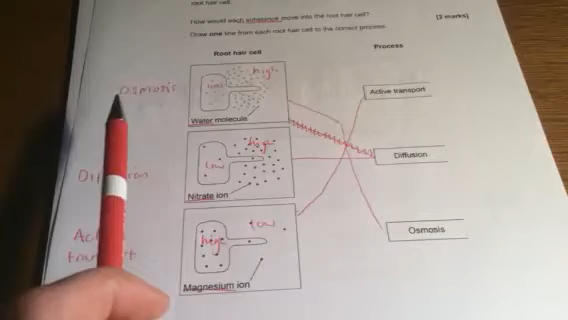 root hair cell.
How would each substance move into the root hair cell?
[2 marks]
Draw one line from each root hair cell to the correct process.
Root hair cell
Process
osmosis
low
high
Water molecule
Active transport
low
high
Nitrate ion
Diffusion
high
low
Magnesium ion
Osmosis